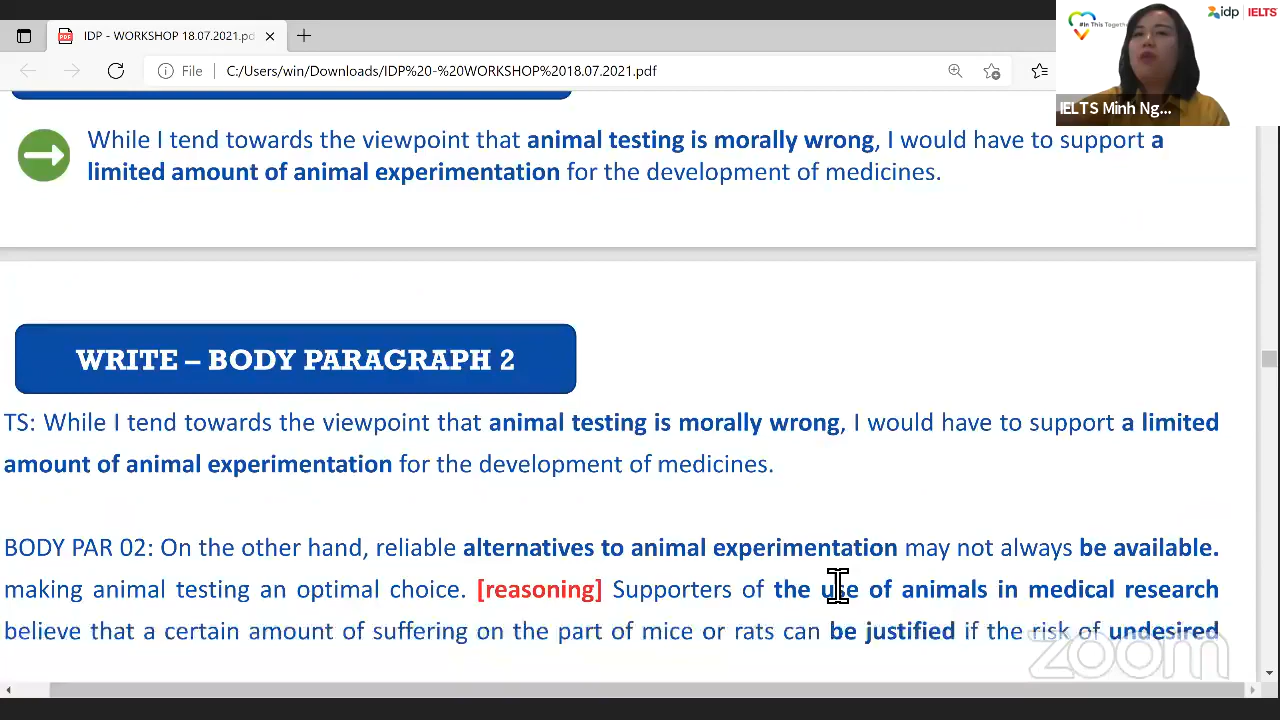 IDP - WORKSHOP 18.07.2021.pd
#In This Together
idp IELTS
File C:/Users/win/Downloads/IDP%20-%20WORKSHOP%2018.07.2021.pdf
IELTS Minh Ng...
While I tend towards the viewpoint that animal testing is morally wrong, I would have to support a
limited amount of animal experimentation for the development of medicines.
WRITE – BODY PARAGRAPH 2
TS: While I tend towards the viewpoint that animal testing is morally wrong, I would have to support a limited
amount of animal experimentation for the development of medicines.
BODY PAR 02: On the other hand, reliable alternatives to animal experimentation may not always be available.
making animal testing an optimal choice. [reasoning] Supporters of the use of animals in medical research
believe that a certain amount of suffering on the part of mice or rats can be justified if the risk of undesired
zoom